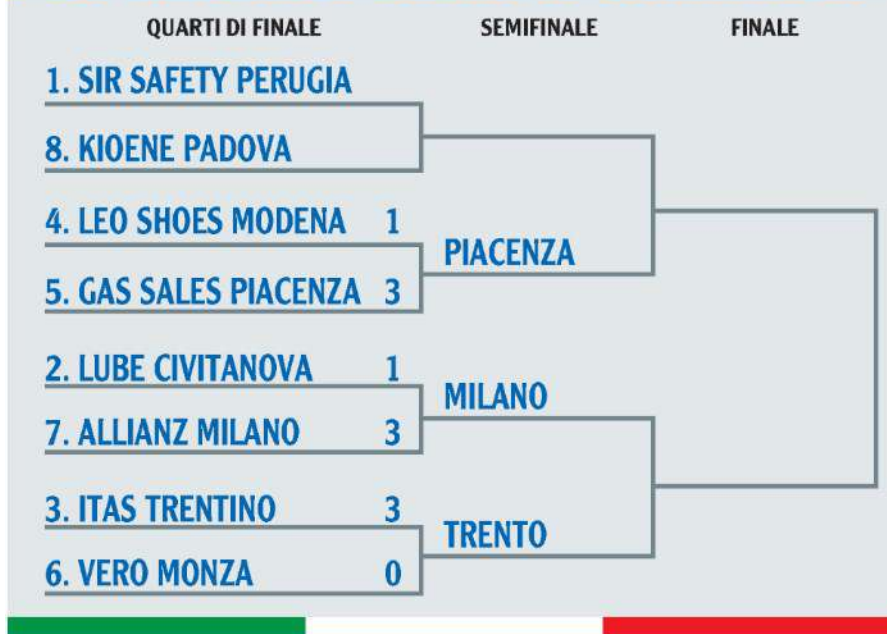 QUARTI DI FINALE SEMIFINALE FINALE
1. SIR SAFETY PERUGIA
8. KIOENE PADOVA
4. LEO SHOES MODENA 1
PIACENZA
5. GAS SALES PIACENZA 3
2. LUBE CIVITANOVA 1
MILANO
7. ALLIANZ MILANO 3
3. ITAS TRENTINO 3
TRENTO
6. VERO MONZA 0